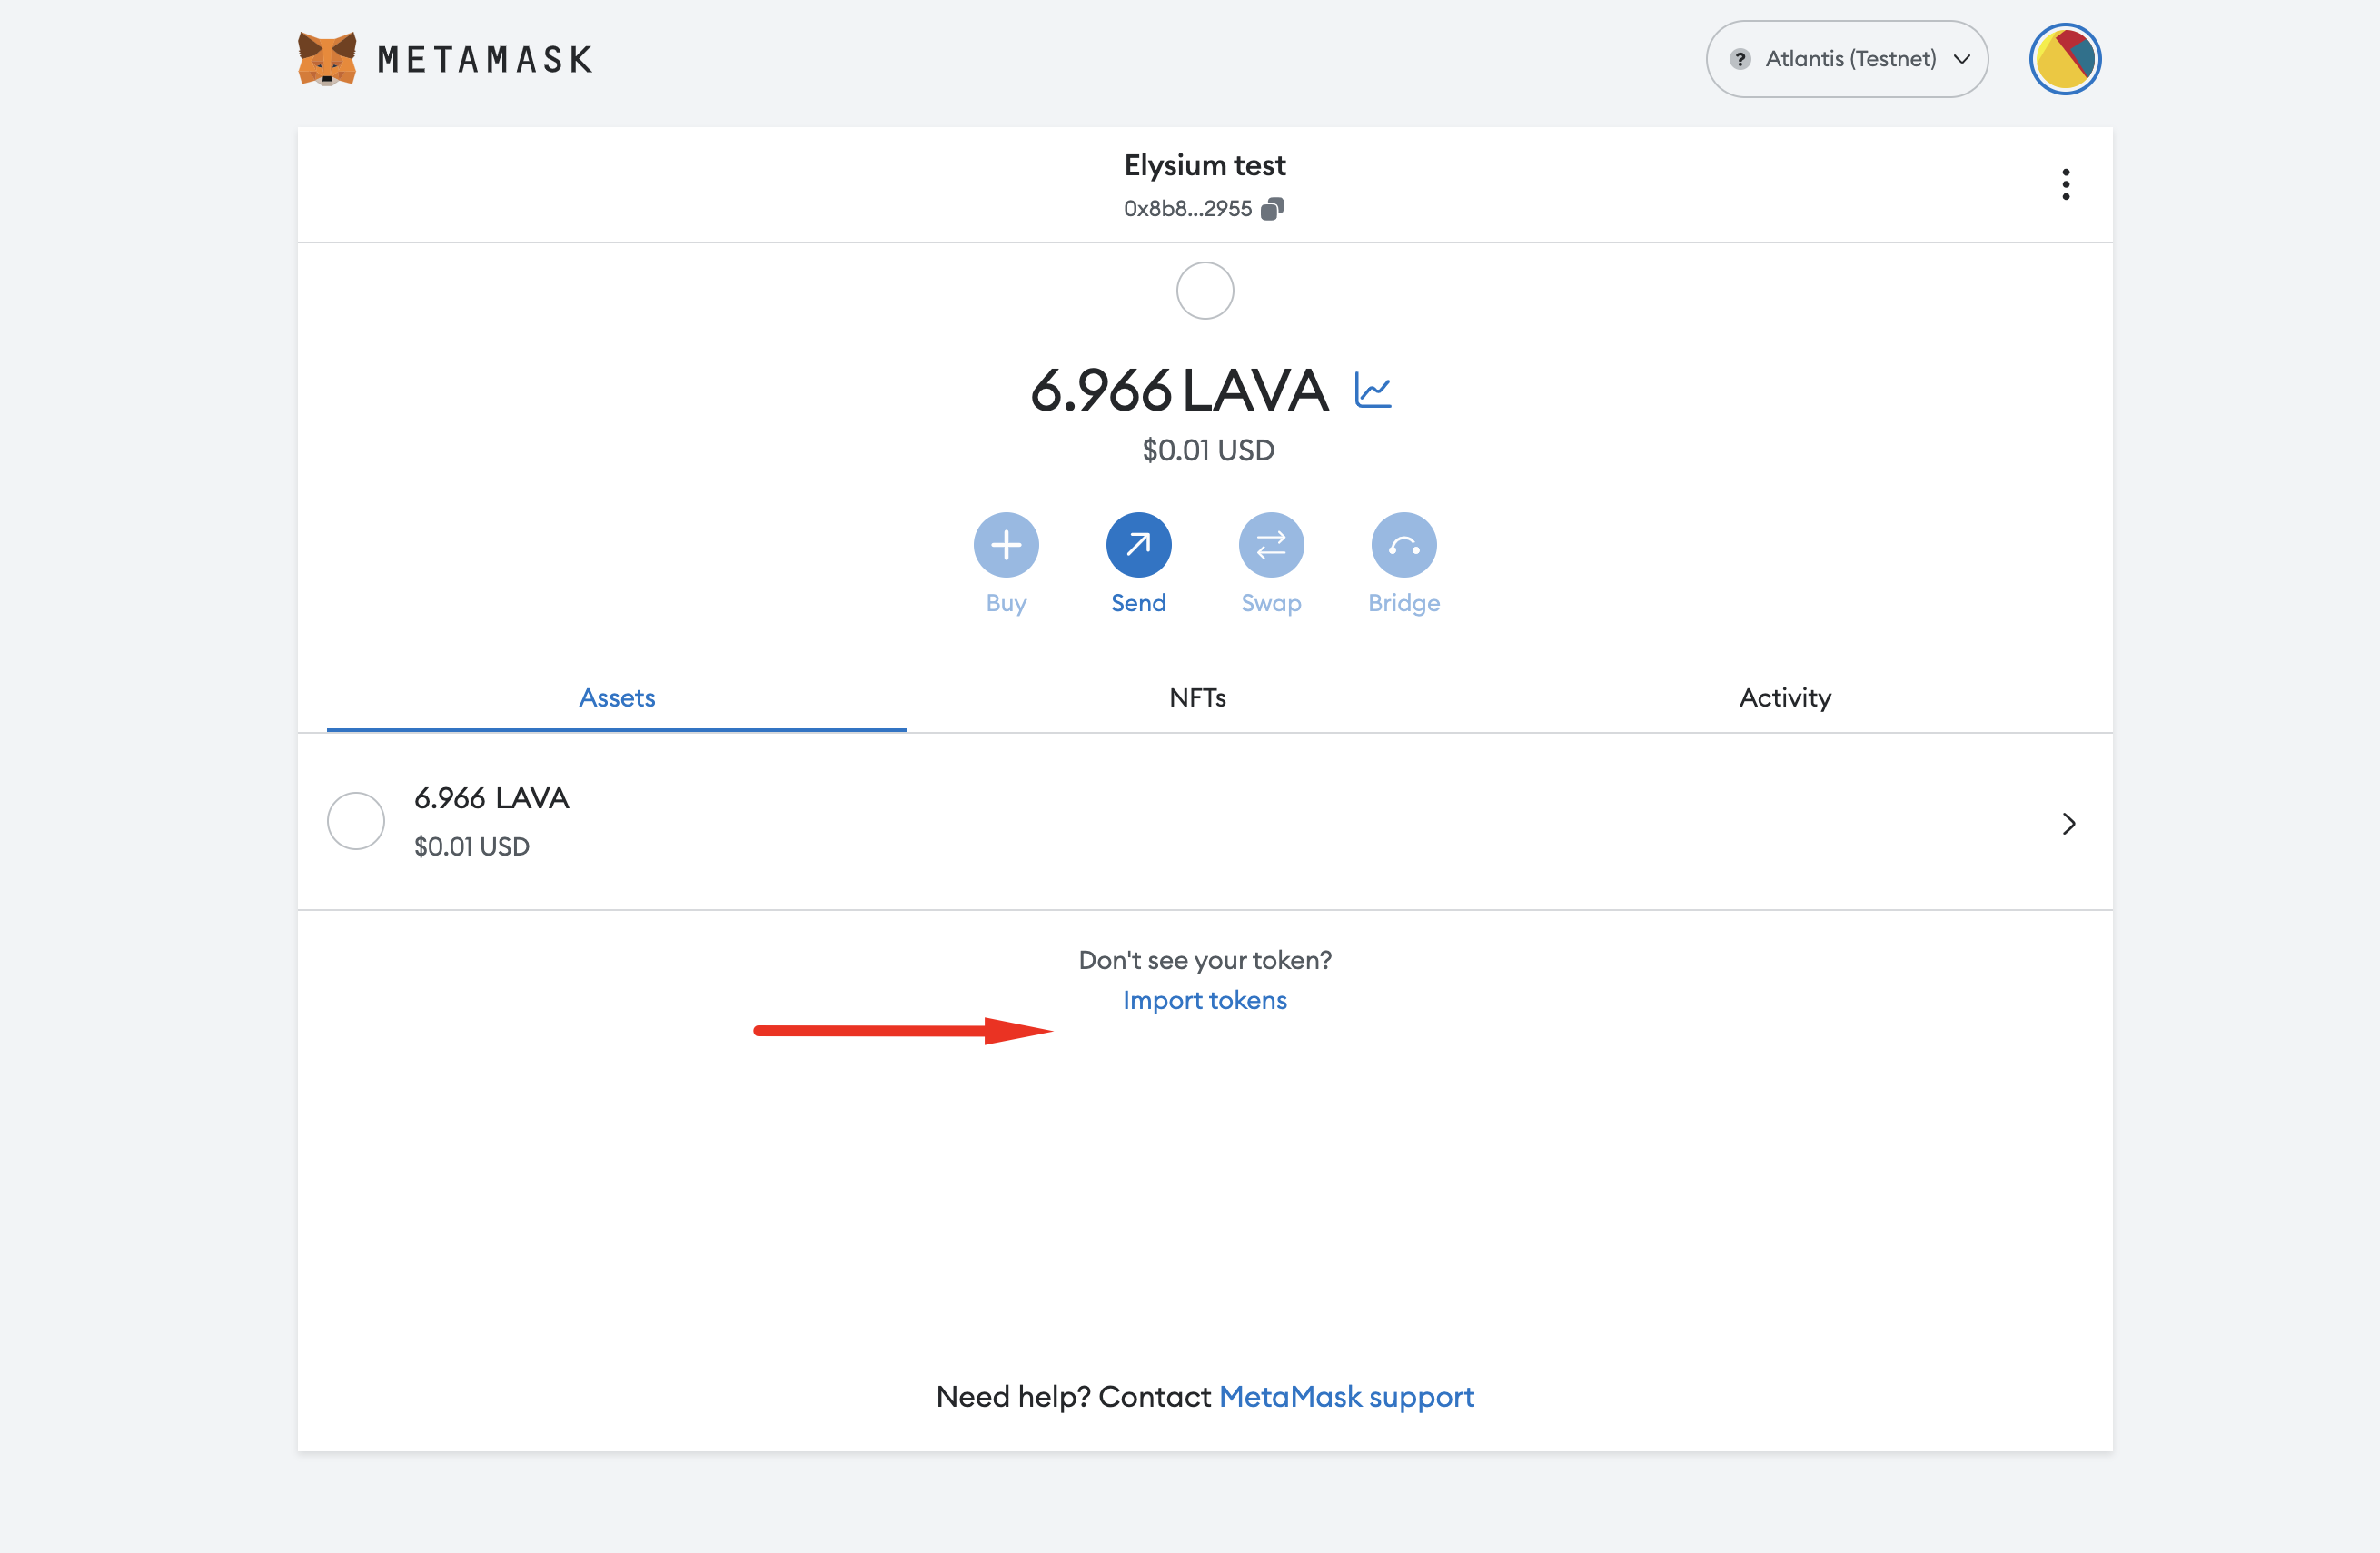 METAMASK
? Atlantis (Testnet)
Elysium test
0x8b8...2955
6.966 LAVA
$0.01 USD
Buy Send Swap Bridge
Assets NFTs Activity
6.966 LAVA
$0.01 USD
Don't see your token?
Import tokens
Need help? Contact MetaMask support